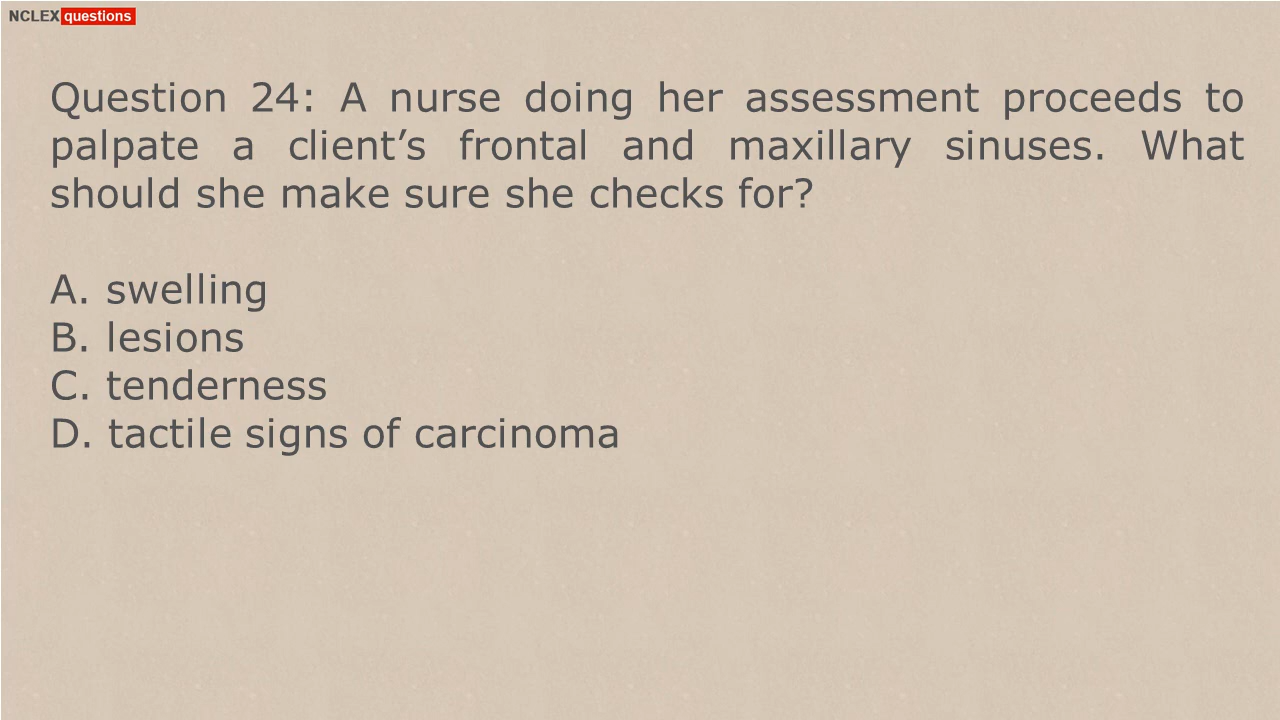 NCLEX questions
Question 24: A nurse doing her assessment proceeds to
palpate a client’s frontal and maxillary sinuses. What
should she make sure she checks for?
A. swelling
B. lesions
C. tenderness
D. tactile signs of carcinoma